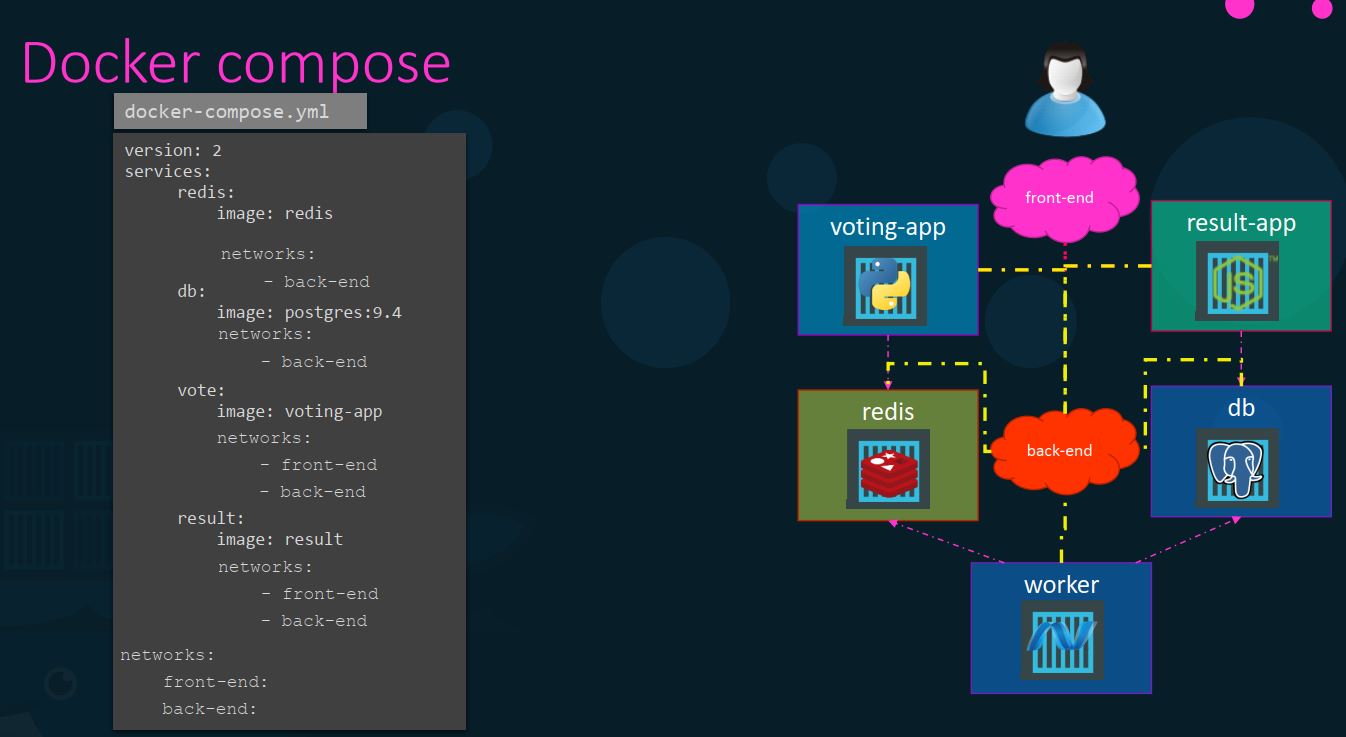 Docker compose
docker-compose.yml
version: 2
services:
redis:
image: redis
networks:
- back-end
db:
image: postgres:9.4
networks:
- back-end
vote:
image: voting-app
networks:
- front-end
- back-end
result:
image: result
networks:
- front-end
- back-end
networks:
front-end:
back-end:
front-end
voting-app
result-app
JS
TM
redis
db
back-end
worker